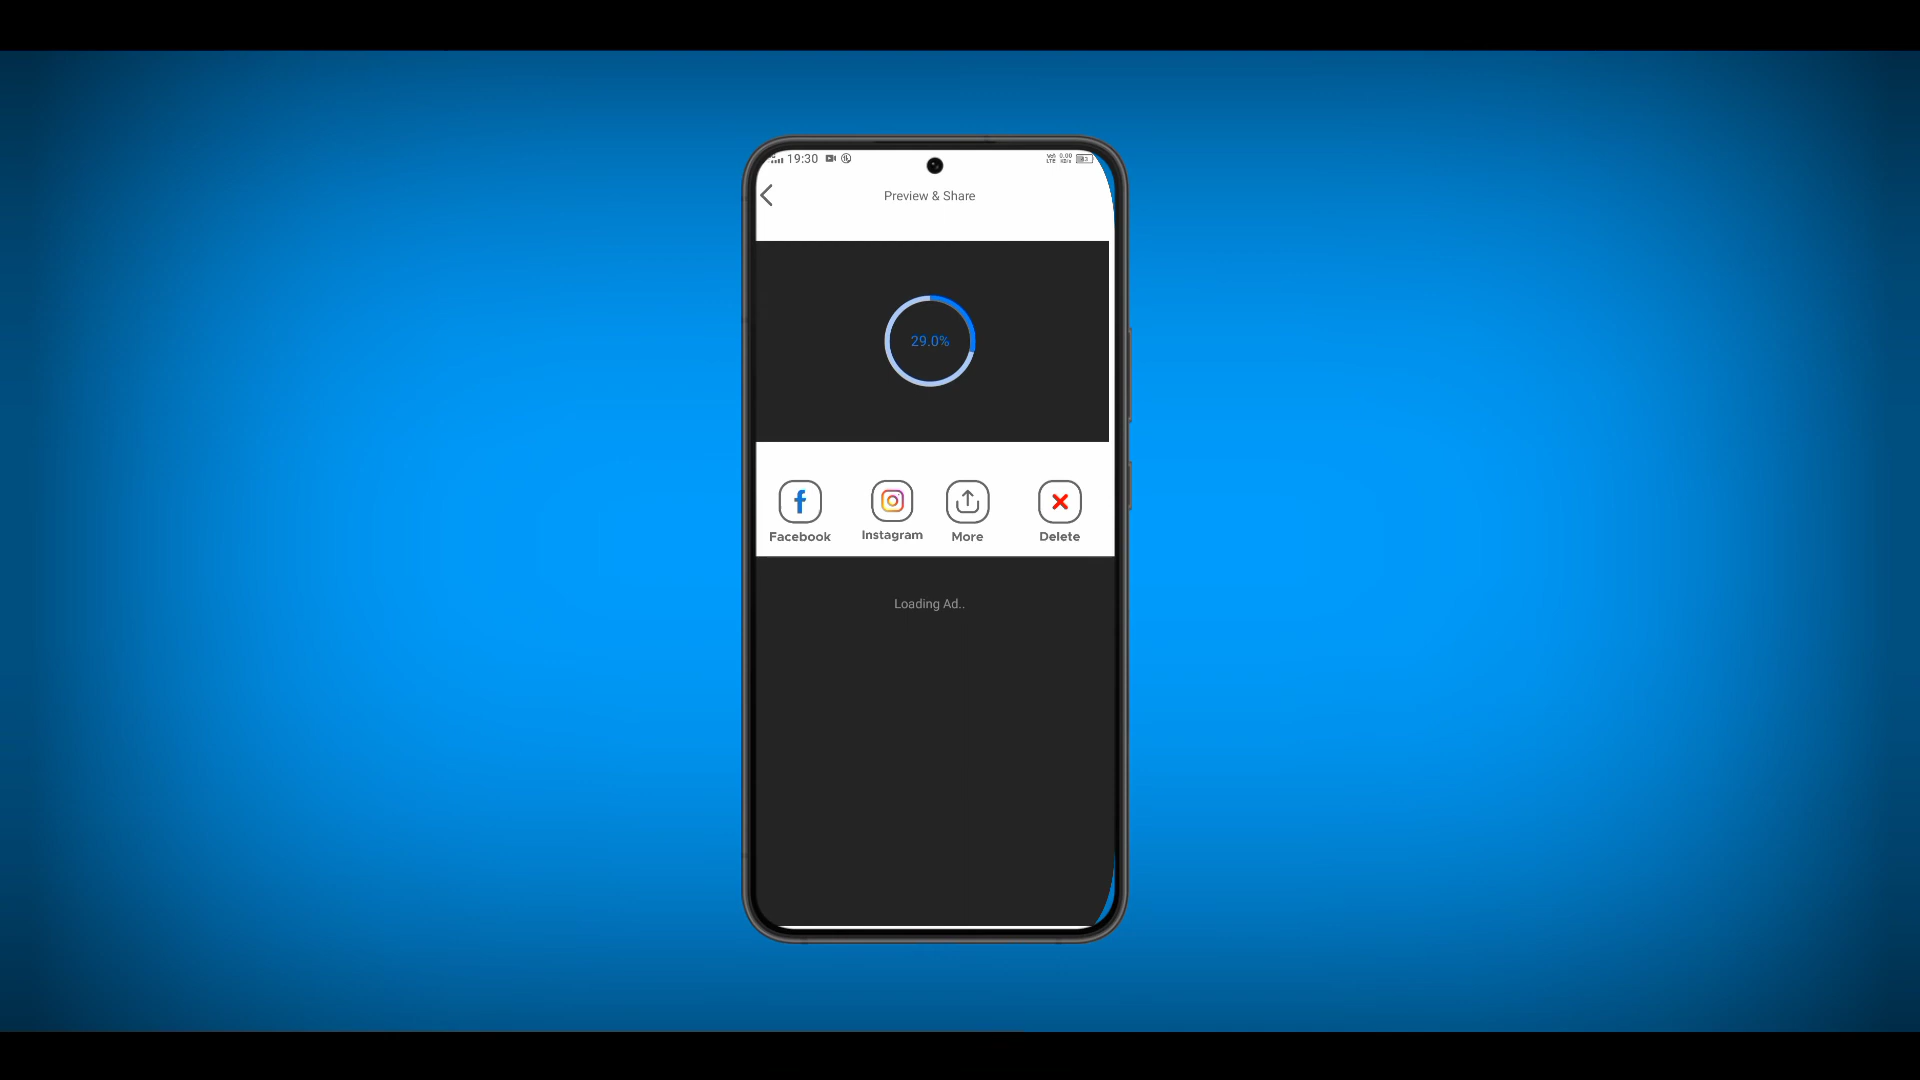 19:30
Preview & Share
29.0%
Facebook Instagram More Delete
Loading Ad..